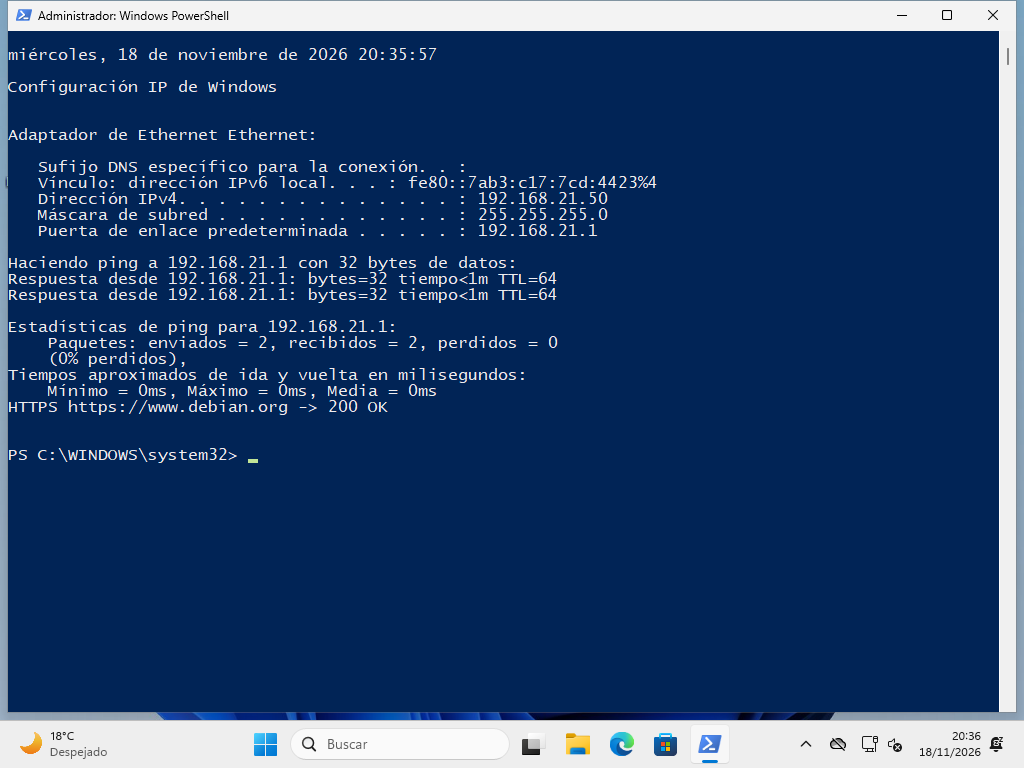 Administrador: Windows PowerShell
miércoles, 18 de noviembre de 2026 20:35:57
Configuración IP de Windows
Adaptador de Ethernet Ethernet:
Sufijo DNS específico para la conexión. . :
Vínculo: dirección IPv6 local. . . : fe80::7ab3:c17:7cd:4423%4
Dirección IPv4. . . . . . . . . . . . . . : 192.168.21.50
Máscara de subred . . . . . . . . . . . . : 255.255.255.0
Puerta de enlace predeterminada . . . . . : 192.168.21.1
Haciendo ping a 192.168.21.1 con 32 bytes de datos:
Respuesta desde 192.168.21.1: bytes=32 tiempo<1m TTL=64
Respuesta desde 192.168.21.1: bytes=32 tiempo<1m TTL=64
Estadísticas de ping para 192.168.21.1:
Paquetes: enviados = 2, recibidos = 2, perdidos = 0
(0% perdidos),
Tiempos aproximados de ida y vuelta en milisegundos:
Mínimo = 0ms, Máximo = 0ms, Media = 0ms
HTTPS https://www.debian.org -> 200 OK
PS C:\WINDOWS\system32>
18°C
Despejado
Buscar
20:36
18/11/2026